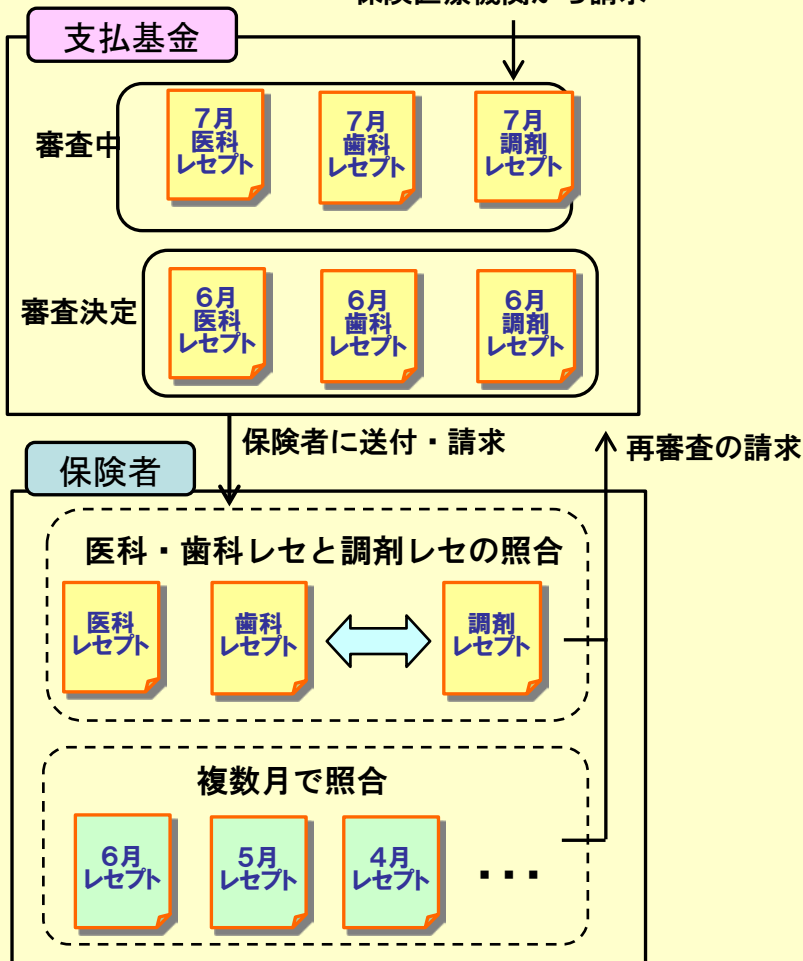 保険医療機関から請求
支払基金
審査中
7月
医科
レセプト
7月
歯科
レセプト
7月
調剤
レセプト
審査決定
6月
医科
レセプト
6月
歯科
レセプト
6月
調剤
レセプト
保険者に送付・請求
再審査の請求
保険者
医科・歯科レセと調剤レセの照合
医科
レセプト
歯科
レセプト
調剤
レセプト
複数月で照合
6月
レセプト
5月
レセプト
4月
レセプト
・・・